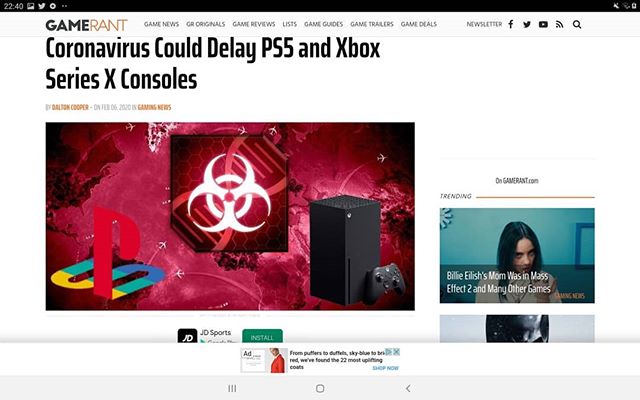 22:40
GAMERANT
GAME NEWS GR ORIGINALS GAME REVIEWS LISTS GAME GUIDES GAME TRAILERS GAME DEALS NEWSLETTER
Coronavirus Could Delay PS5 and Xbox
Series X Consoles
BY DALTON COOPER – ON FEB 06, 2020 IN GAMING NEWS
On GAMERANT.com
TRENDING
Billie Eilish's Mom Was in Mass
Effect 2 and Many Other Games
GAMING NEWS
JD JD Sports
Google Play
INSTALL
Ad
From puffers to duffels, sky-blue to bri
red, we've found the 22 most uplifting
coats
SHOP NOW